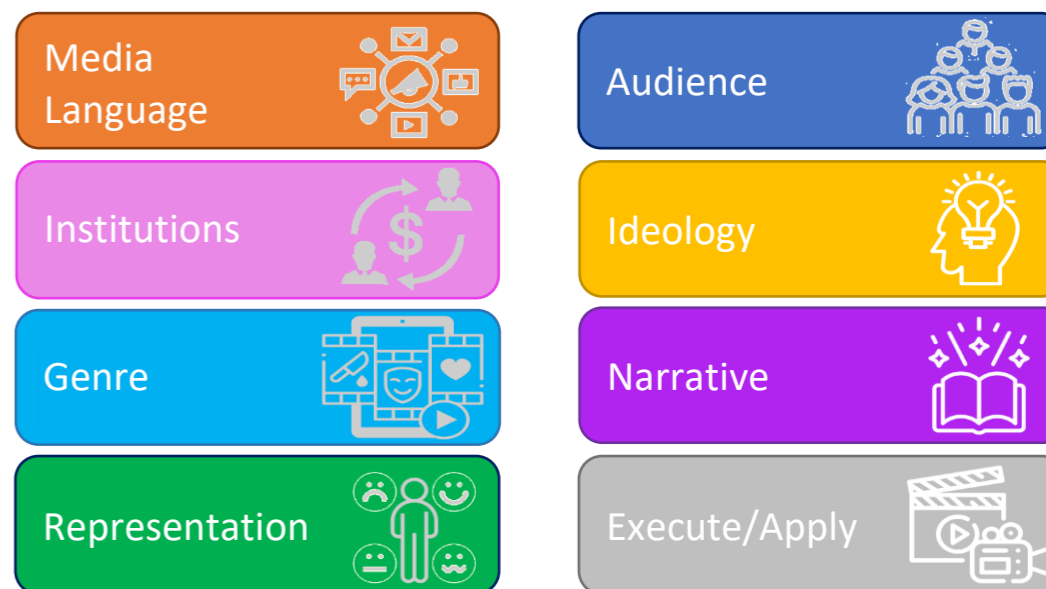 Media
Language
Audience
Institutions
$
Ideology
Genre
Narrative
Representation
Execute/Apply